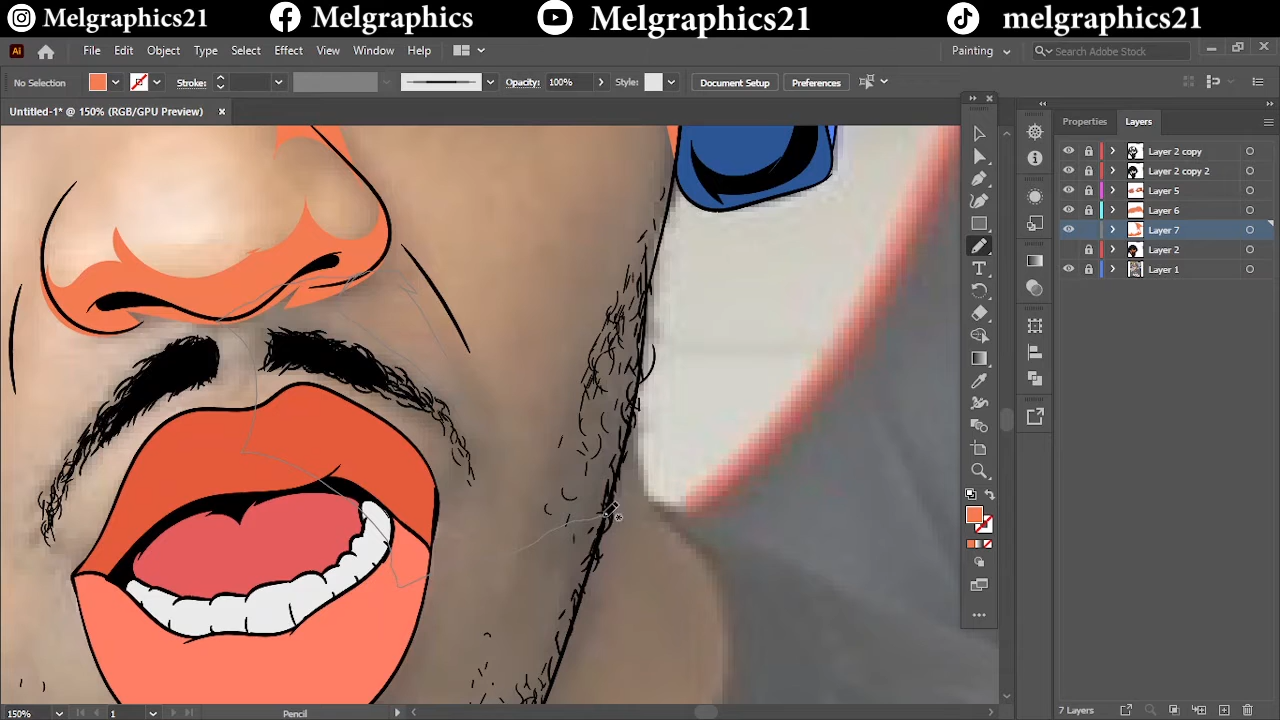 Melgraphics21 Melgraphics Melgraphics21 melgraphics21
Ai File Edit Object Type Select Effect View Window Help Painting Search Adobe Stock
No Selection Stroke: Opacity: 100% Style: Document Setup Preferences
Untitled-1* @ 150% (RGB/GPU Preview)
Properties Layers
Layer 2 copy
Layer 2 copy 2
Layer 5
Layer 6
Layer 7
Layer 2
Layer 1
150% 1 Pencil 7 Layers